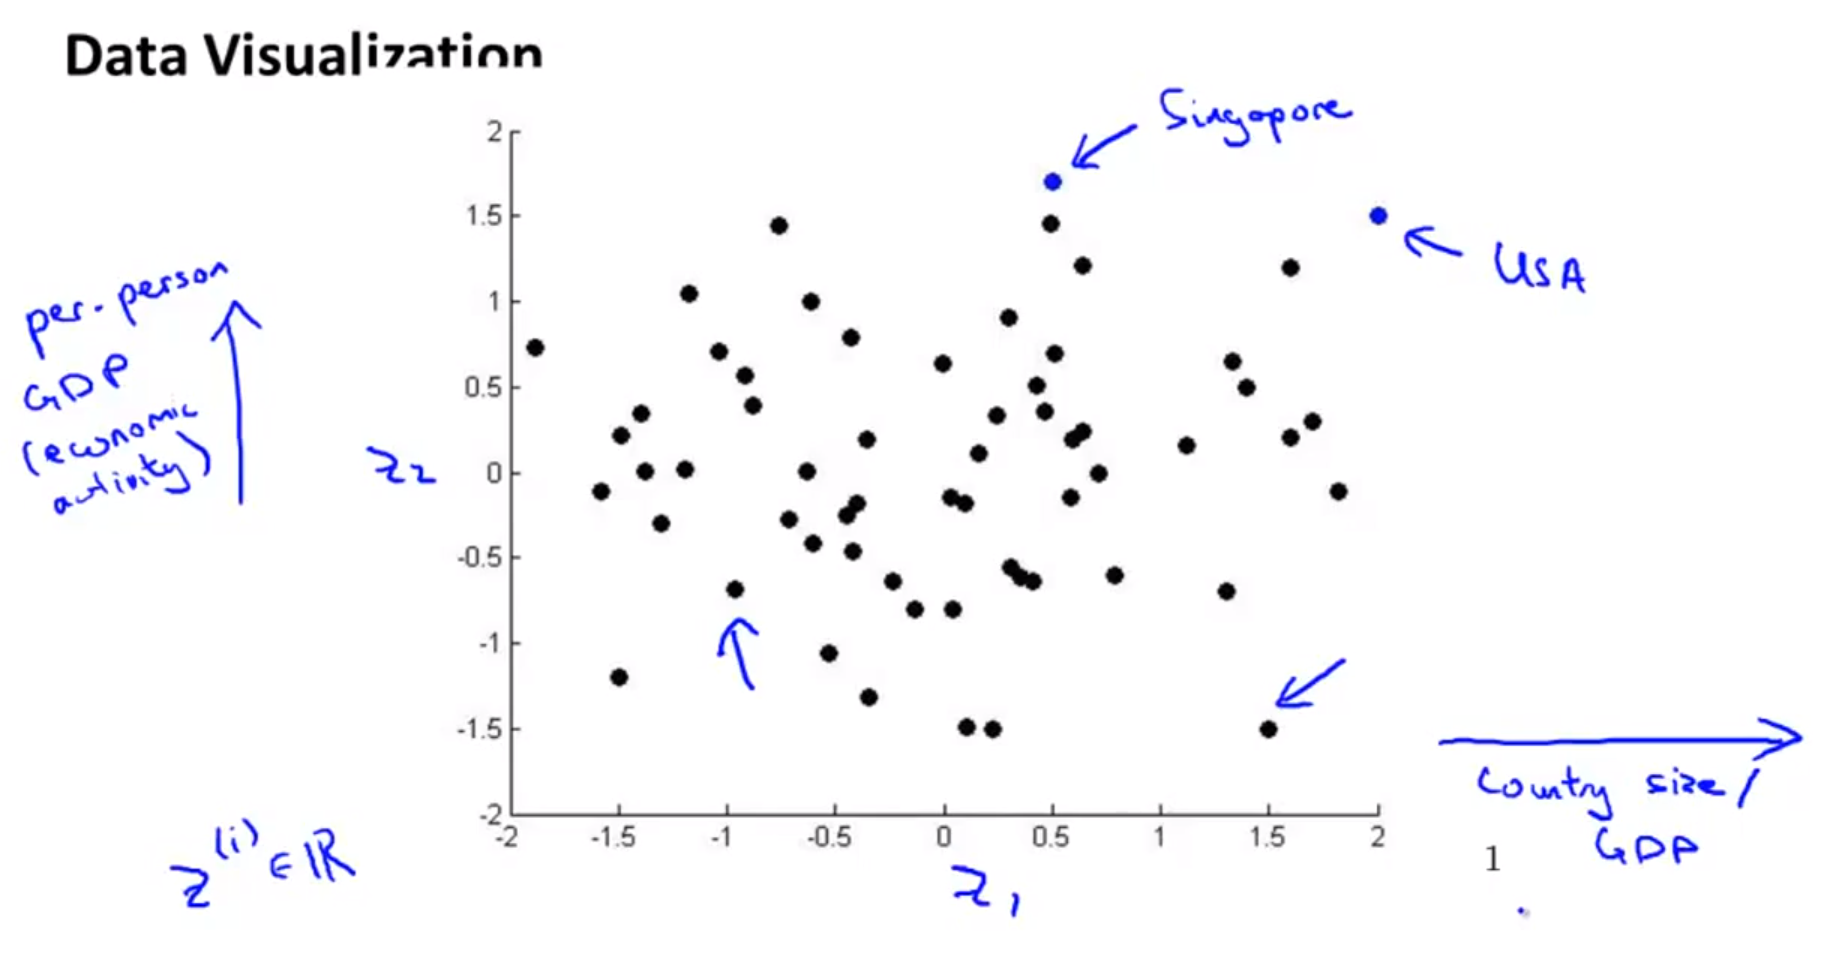 Data Visualization
Singapore
USA
per-person
GDP
(economic
activity)
z2
2
1.5
1
0.5
0
-0.5
-1
-1.5
-2
-2 -1.5 -1 -0.5 0 0.5 1 1.5 2
z1
z(i) ∈ ℝ
Country size/
GDP
1